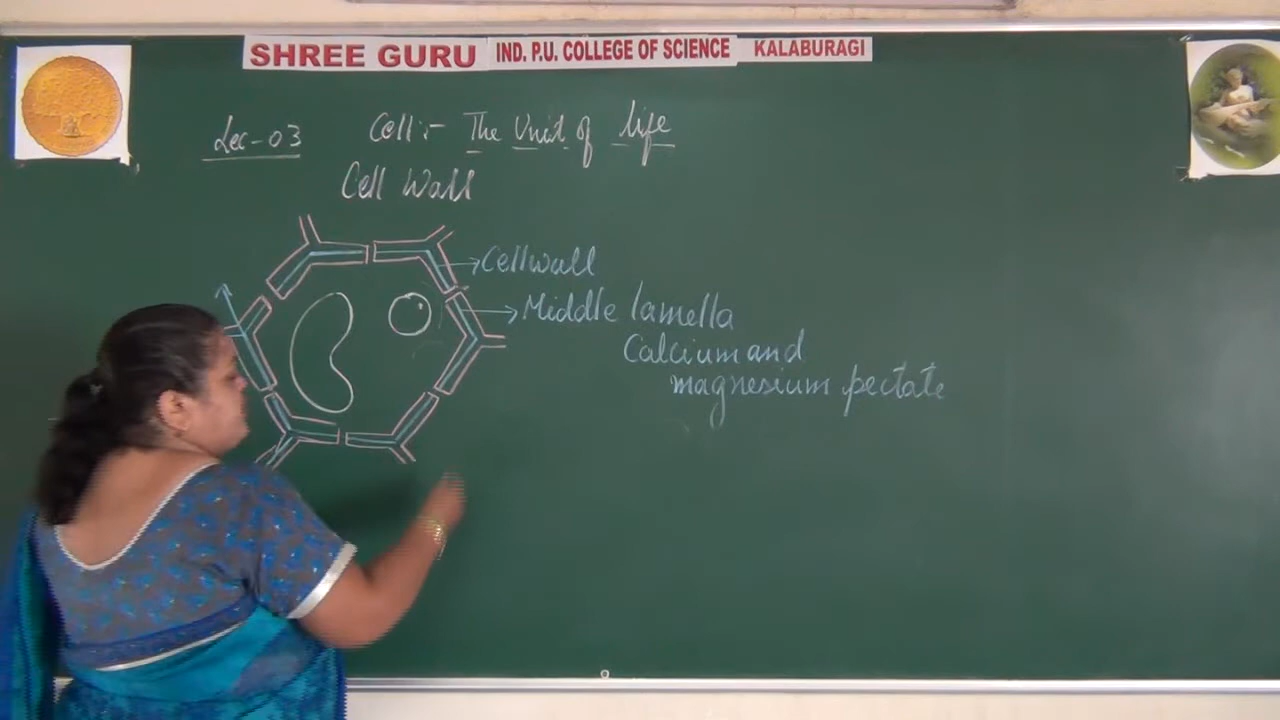 SHREE GURU IND. P.U. COLLEGE OF SCIENCE KALABURAGI
Lec-03 Cell:- The Unit of life
Cell Wall
Cellwall
Middle lamella
Calcium and
magnesium pectate